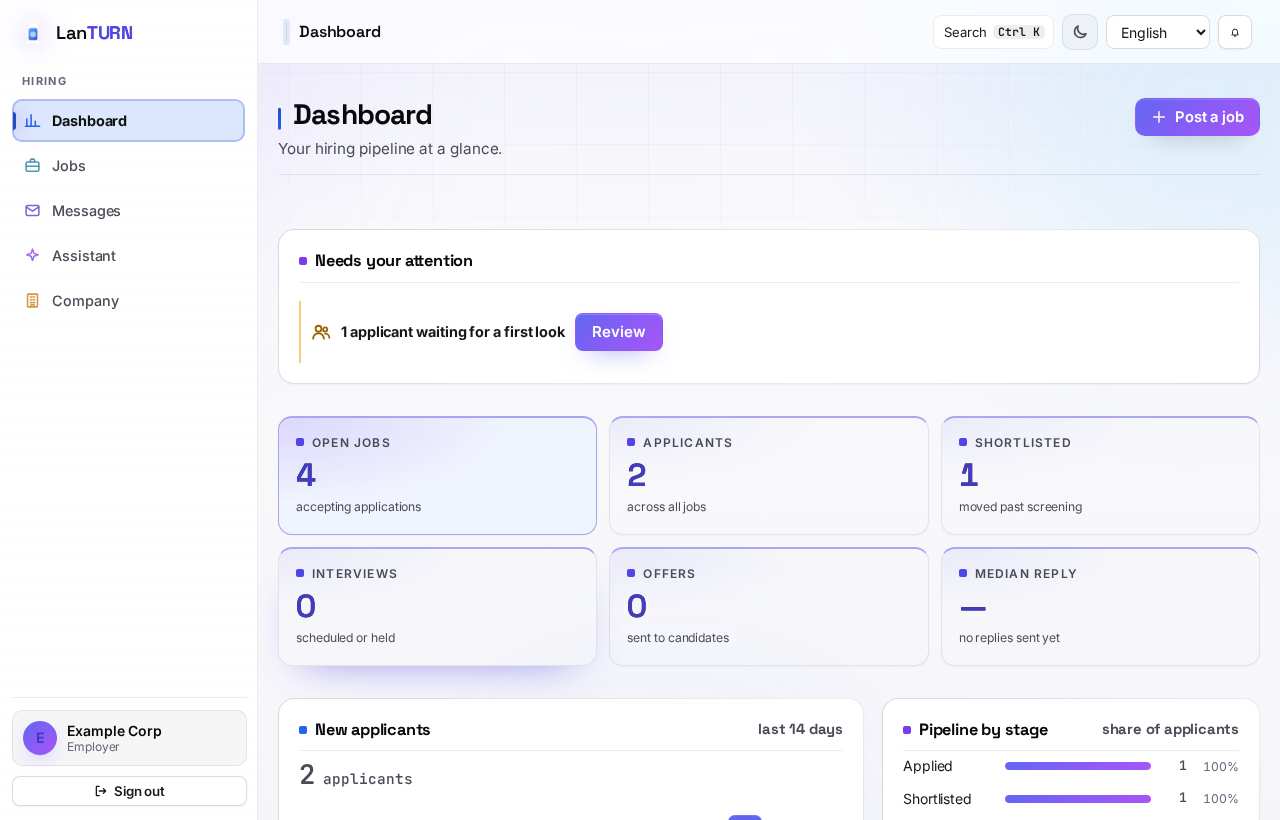 LanTURN
HIRING
Dashboard
Jobs
Messages
Assistant
Company
E
Example Corp
Employer
Sign out
Dashboard
Search Ctrl K
English
Dashboard
Your hiring pipeline at a glance.
Post a job
Needs your attention
1 applicant waiting for a first look
Review
OPEN JOBS
4
accepting applications
APPLICANTS
2
across all jobs
SHORTLISTED
1
moved past screening
INTERVIEWS
0
scheduled or held
OFFERS
0
sent to candidates
MEDIAN REPLY
—
no replies sent yet
New applicants
last 14 days
2 applicants
Pipeline by stage
share of applicants
Applied 1 100%
Shortlisted 1 100%